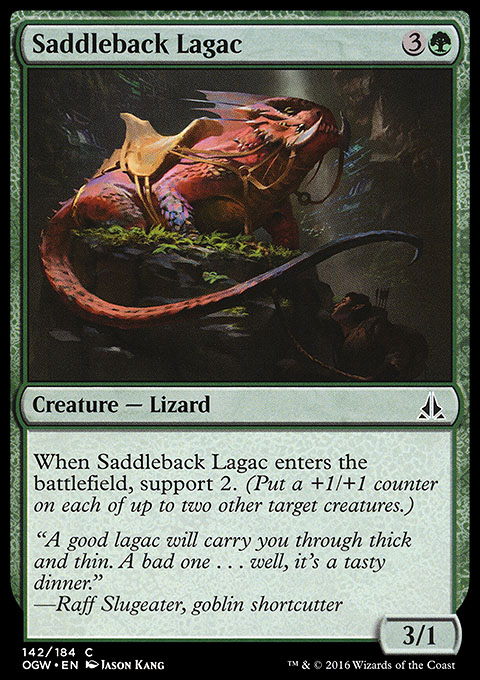 Saddleback Lagac 3
Creature — Lizard
When Saddleback Lagac enters the
battlefield, support 2. (Put a +1/+1 counter
on each of up to two other target creatures.)
“A good lagac will carry you through thick
and thin. A bad one . . . well, it’s a tasty
dinner.”
—Raff Slugeater, goblin shortcutter
3/1
142/184 C
OGW • EN Jason Kang
™ & © 2016 Wizards of the Coast